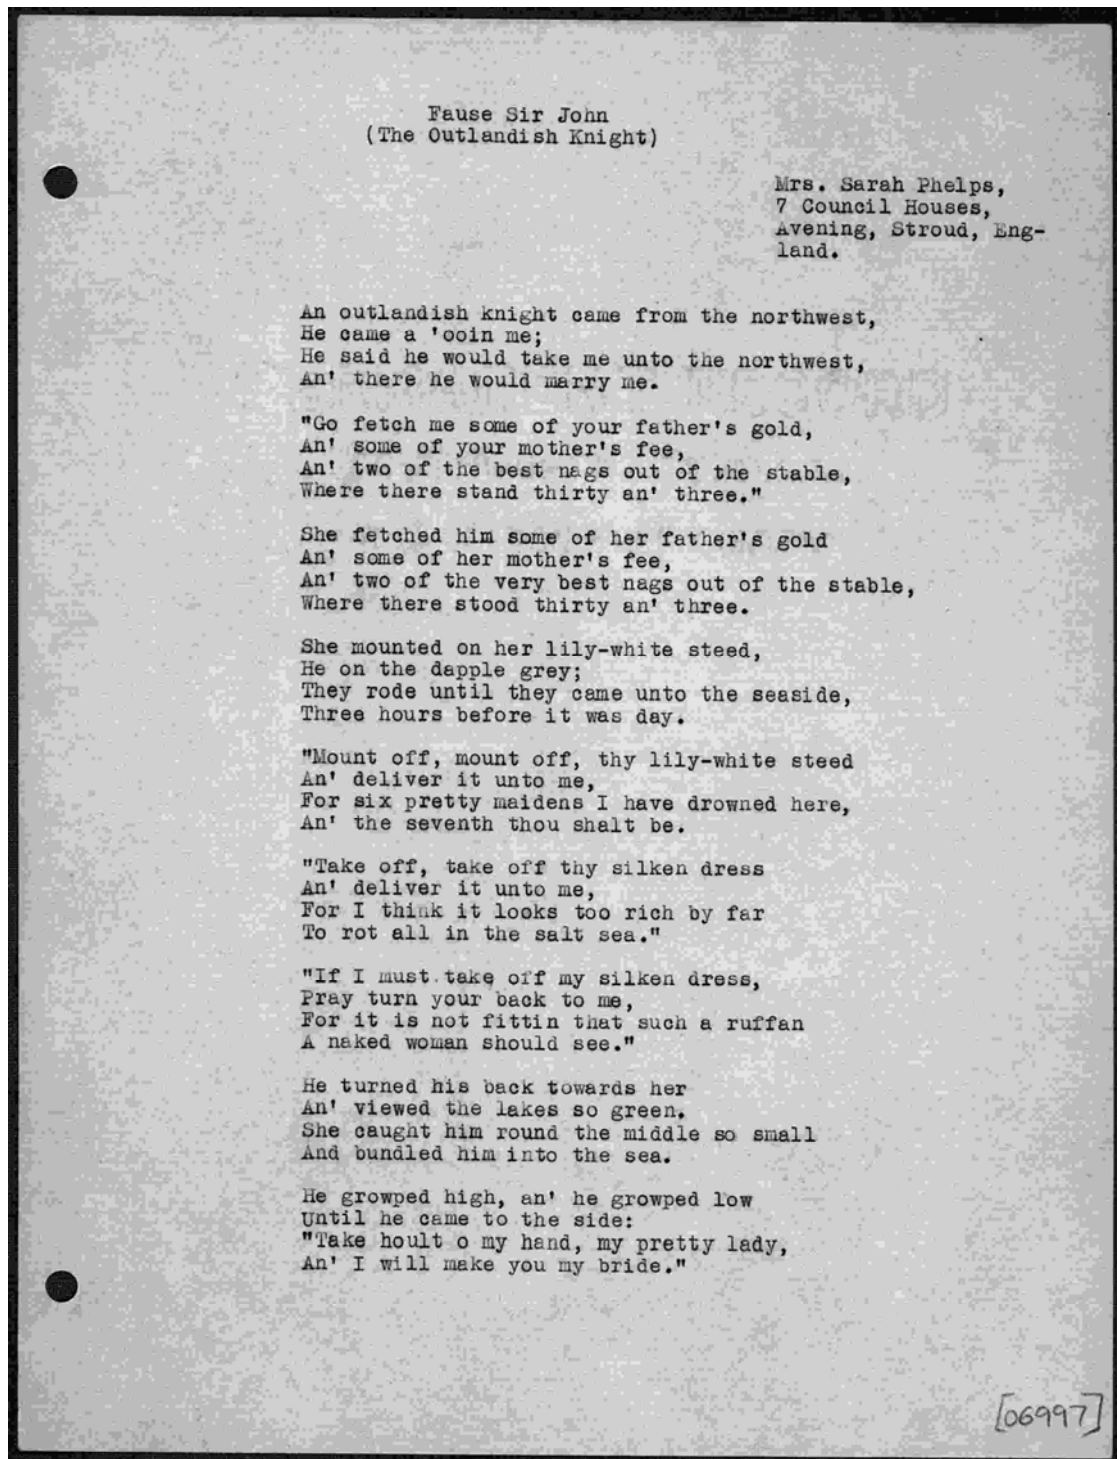 Fause Sir John
(The Outlandish Knight)
Mrs. Sarah Phelps,
7 Council Houses,
Avening, Stroud, Eng-
land.
An outlandish knight came from the northwest,
He came a 'ooin me;
He said he would take me unto the northwest,
An' there he would marry me.
"Go fetch me some of your father's gold,
An' some of your mother's fee,
An' two of the best nags out of the stable,
Where there stand thirty an' three."
She fetched him some of her father's gold
An' some of her mother's fee,
An' two of the very best nags out of the stable,
Where there stood thirty an' three.
She mounted on her lily-white steed,
He on the dapple grey;
They rode until they came unto the seaside,
Three hours before it was day.
"Mount off, mount off, thy lily-white steed
An' deliver it unto me,
For six pretty maidens I have drowned here,
An' the seventh thou shalt be.
"Take off, take off thy silken dress
An' deliver it unto me,
For I think it looks too rich by far
To rot all in the salt sea."
"If I must take off my silken dress,
Pray turn your back to me,
For it is not fittin that such a ruffan
A naked woman should see."
He turned his back towards her
An' viewed the lakes so green.
She caught him round the middle so small
And bundled him into the sea.
He growped high, an' he growped low
Until he came to the side:
"Take hoult o my hand, my pretty lady,
An' I will make you my bride."
[06997]